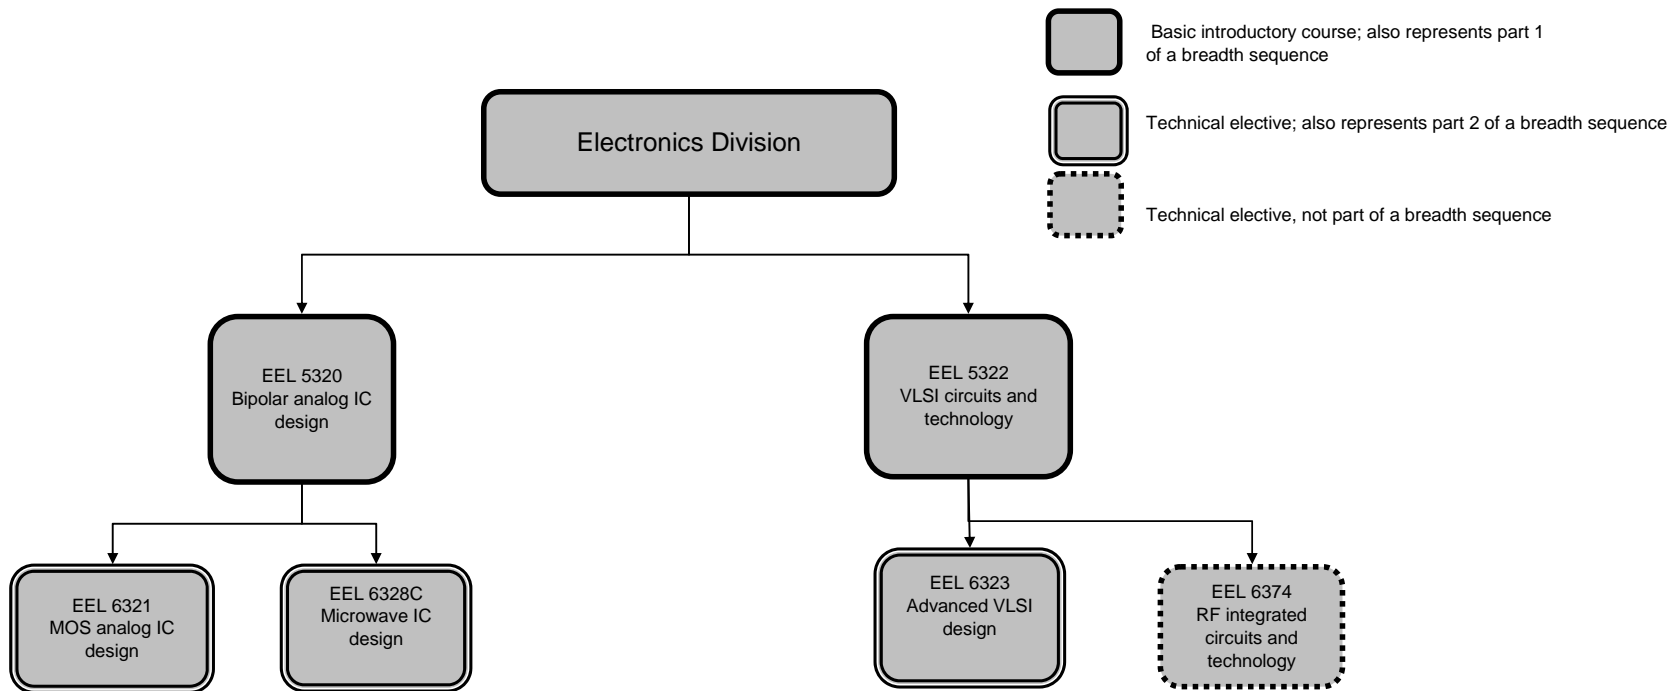 Basic introductory course; also represents part 1
of a breadth sequence
Electronics Division
Technical elective; also represents part 2 of a breadth sequence
Technical elective, not part of a breadth sequence
EEL 5320
Bipolar analog IC
design
EEL 5322
VLSI circuits and
technology
EEL 6321
MOS analog IC
design
EEL 6328C
Microwave IC
design
EEL 6323
Advanced VLSI
design
EEL 6374
RF integrated
circuits and
technology